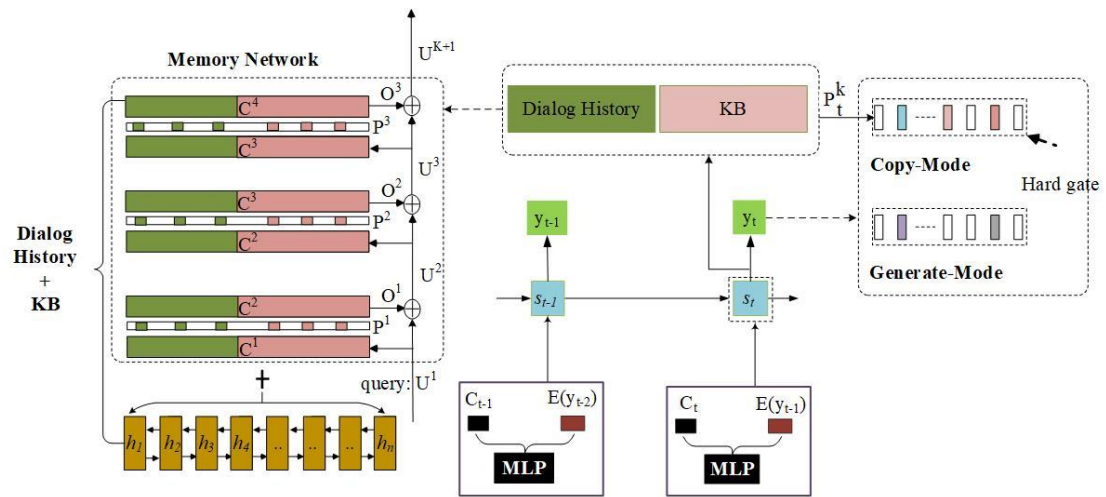 Memory Network
U^{K+1}
C^4
O^3
P^3
C^3
U^3
C^3
O^2
P^2
C^2
U^2
C^2
O^1
P^1
C^1
query: U^1
Dialog
History
+
KB
+
h_1 h_2 h_3 h_4 .. .. .. h_n
Dialog History KB
P_t^k
Copy-Mode
Hard gate
Generate-Mode
y_{t-1} y_t
s_{t-1} s_t
C_{t-1} E(y_{t-2})
MLP
C_t E(y_{t-1})
MLP